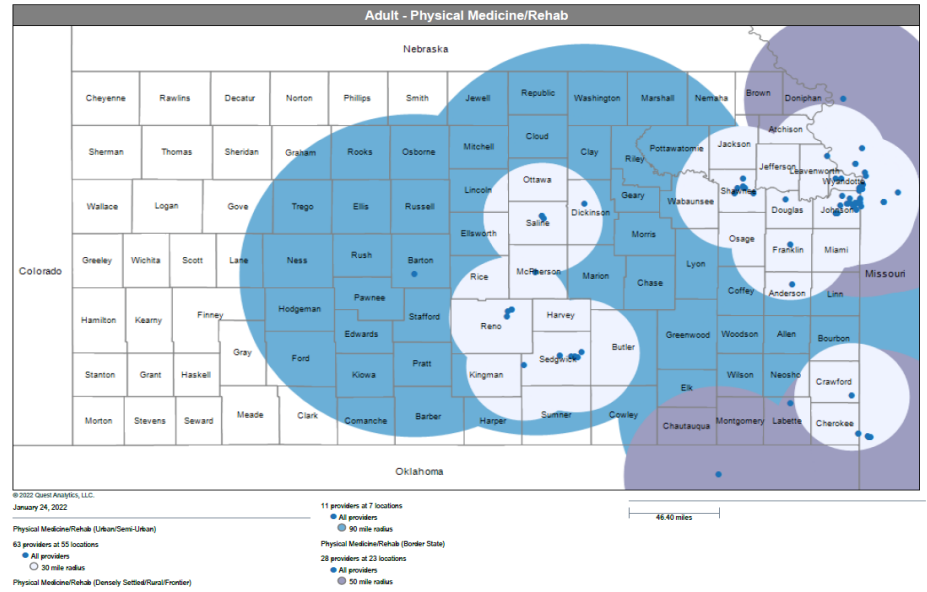 Adult - Physical Medicine/Rehab
Nebraska
Cheyenne Rawlins Decatur Norton Phillips Smith Jewell Republic Washington Marshall Nemaha Brown Doniphan
Sherman Thomas Sheridan Graham Rooks Osborne Mitchell Cloud Clay Riley Pottawatomie Jackson Atchison
Jefferson Leavenworth
Wallace Logan Gove Trego Ellis Russell Lincoln Ottawa Geary Wabaunsee Shawnee Wyandotte
Saline Dickinson Douglas Johnson
Greeley Wichita Scott Lane Ness Rush Barton Ellsworth Morris Osage Franklin Miami
Colorado
Rice McPherson Marion Chase Lyon Coffey Anderson Linn Missouri
Hamilton Kearny Finney Hodgeman Pawnee Stafford Reno Harvey
Gray Ford Edwards Pratt Sedgwick Butler Greenwood Woodson Allen Bourbon
Stanton Grant Haskell Kiowa Kingman Elk Wilson Neosho Crawford
Morton Stevens Seward Meade Clark Comanche Barber Harper Sumner Cowley Chautauqua Montgomery Labette Cherokee
Oklahoma
© 2022 Quest Analytics, LLC.
January 24, 2022
Physical Medicine/Rehab (Urban/Semi-Urban)
63 providers at 55 locations
All providers
30 mile radius
Physical Medicine/Rehab (Densely Settled/Rural/Frontier)
11 providers at 7 locations
All providers
90 mile radius
Physical Medicine/Rehab (Border State)
28 providers at 23 locations
All providers
50 mile radius
46.40 miles